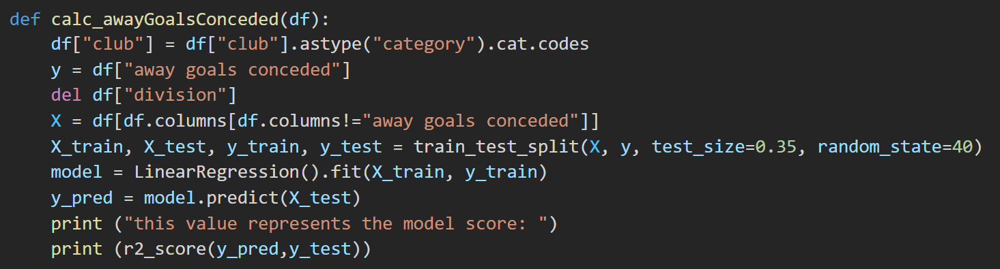 def calc_awayGoalsConceded(df):
    df["club"] = df["club"].astype("category").cat.codes
    y = df["away goals conceded"]
    del df["division"]
    X = df[df.columns[df.columns!="away goals conceded"]]
    X_train, X_test, y_train, y_test = train_test_split(X, y, test_size=0.35, random_state=40)
    model = LinearRegression().fit(X_train, y_train)
    y_pred = model.predict(X_test)
    print ("this value represents the model score: ")
    print (r2_score(y_pred,y_test))